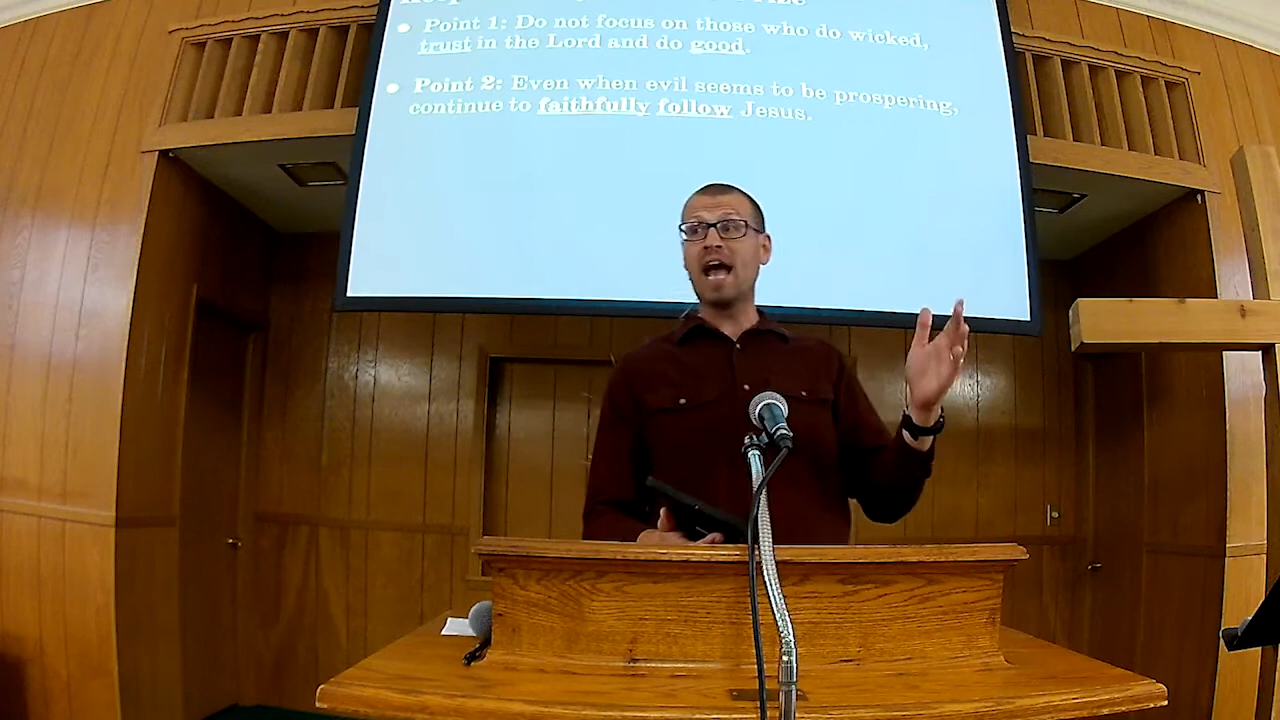 • Point 1: Do not focus on those who do wicked,
trust in the Lord and do good.
• Point 2: Even when evil seems to be prospering,
continue to faithfully follow Jesus.